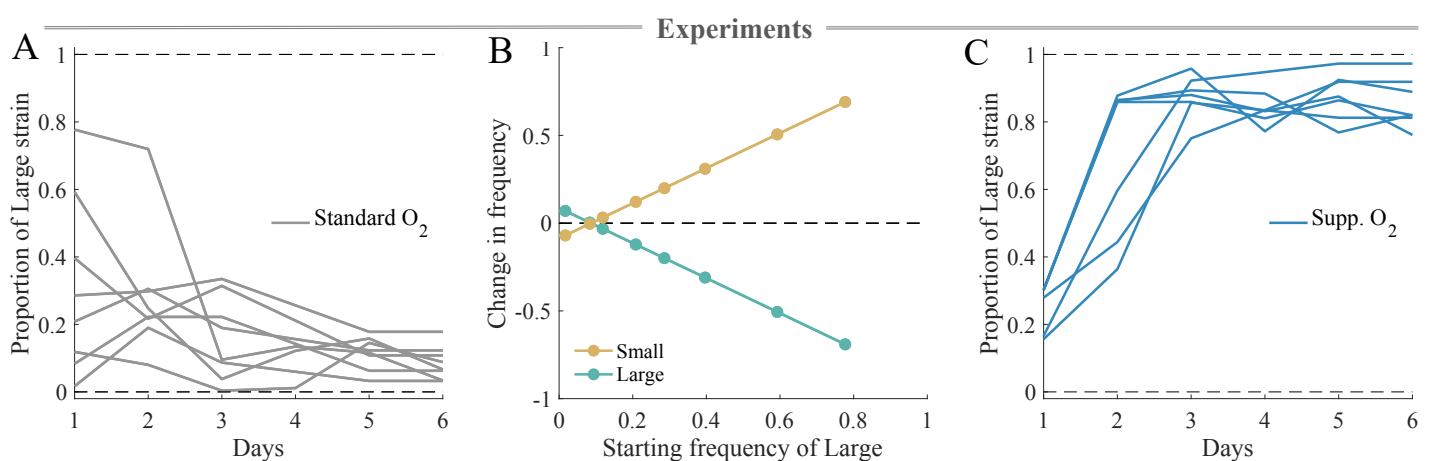 Experiments
A
Proportion of Large strain
1
0.8
0.6
0.4
0.2
0
Standard O2
1 2 3 4 5 6
Days
B
Change in frequency
1
0.5
0
-0.5
-1
Small
Large
0 0.2 0.4 0.6 0.8 1
Starting frequency of Large
C
Proportion of Large strain
1
0.8
0.6
0.4
0.2
0
Supp. O2
1 2 3 4 5 6
Days